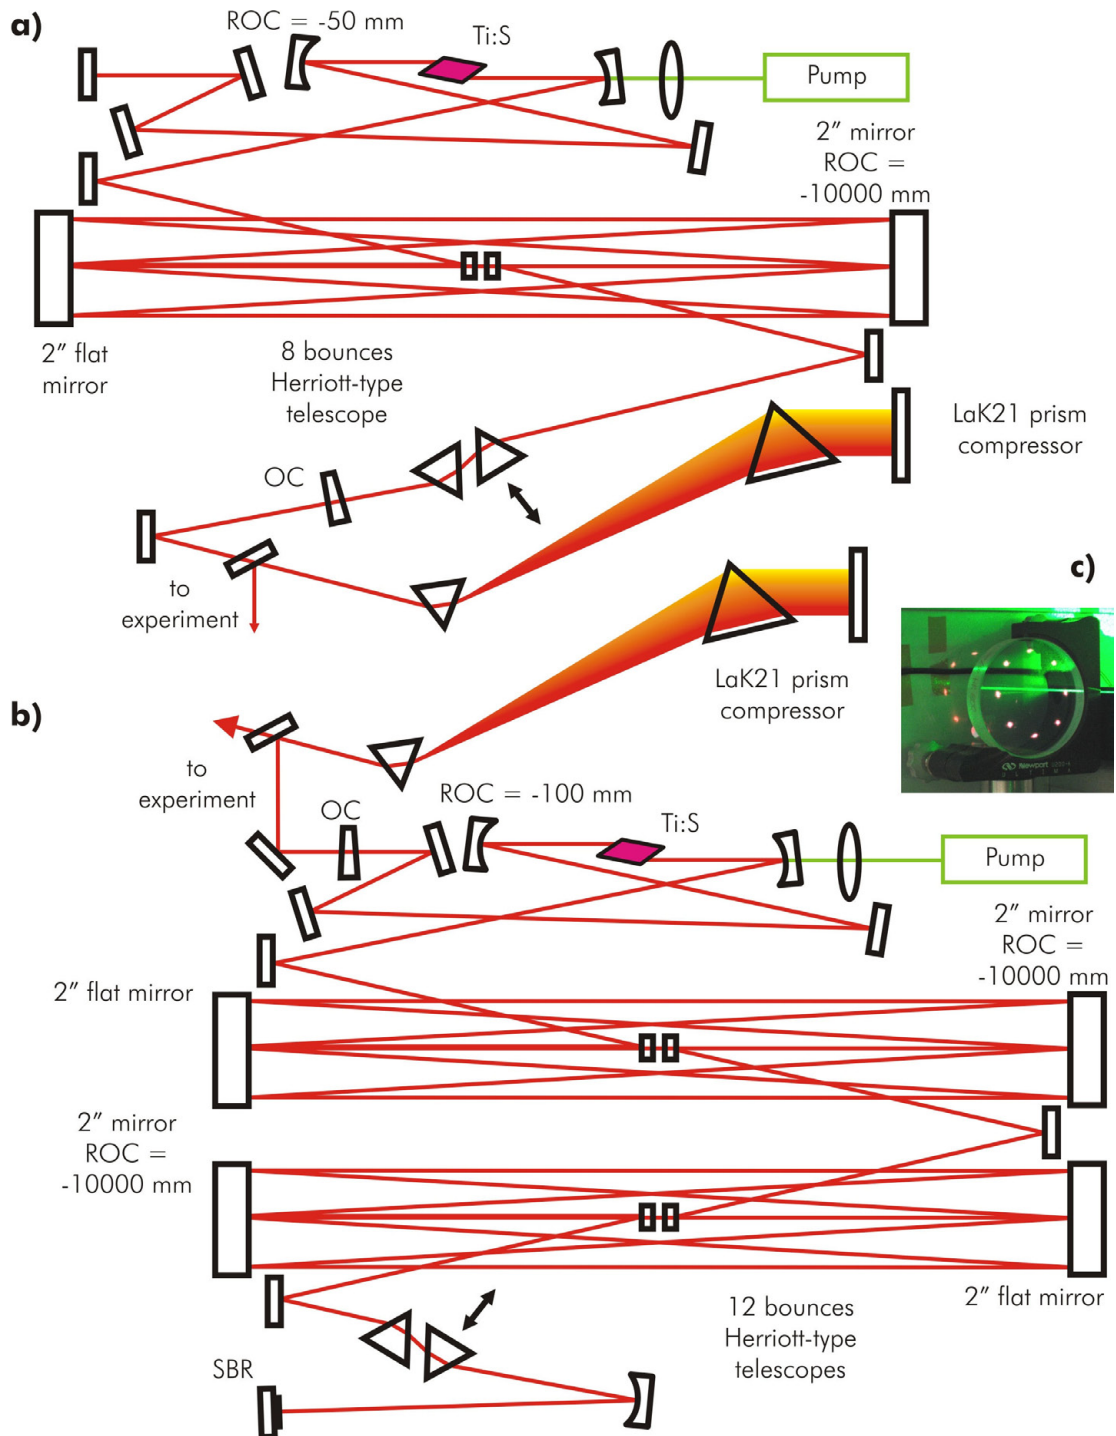 a)
ROC = -50 mm
Ti:S
Pump
2” mirror
ROC =
-10000 mm
2” flat
mirror
8 bounces
Herriott-type
telescope
LaK21 prism
compressor
OC
to
experiment
c)
LaK21 prism
compressor
Newport
b)
to
experiment
OC
ROC = -100 mm
Ti:S
Pump
2” mirror
ROC =
-10000 mm
2” flat mirror
2” mirror
ROC =
-10000 mm
2” flat mirror
12 bounces
Herriott-type
telescopes
SBR